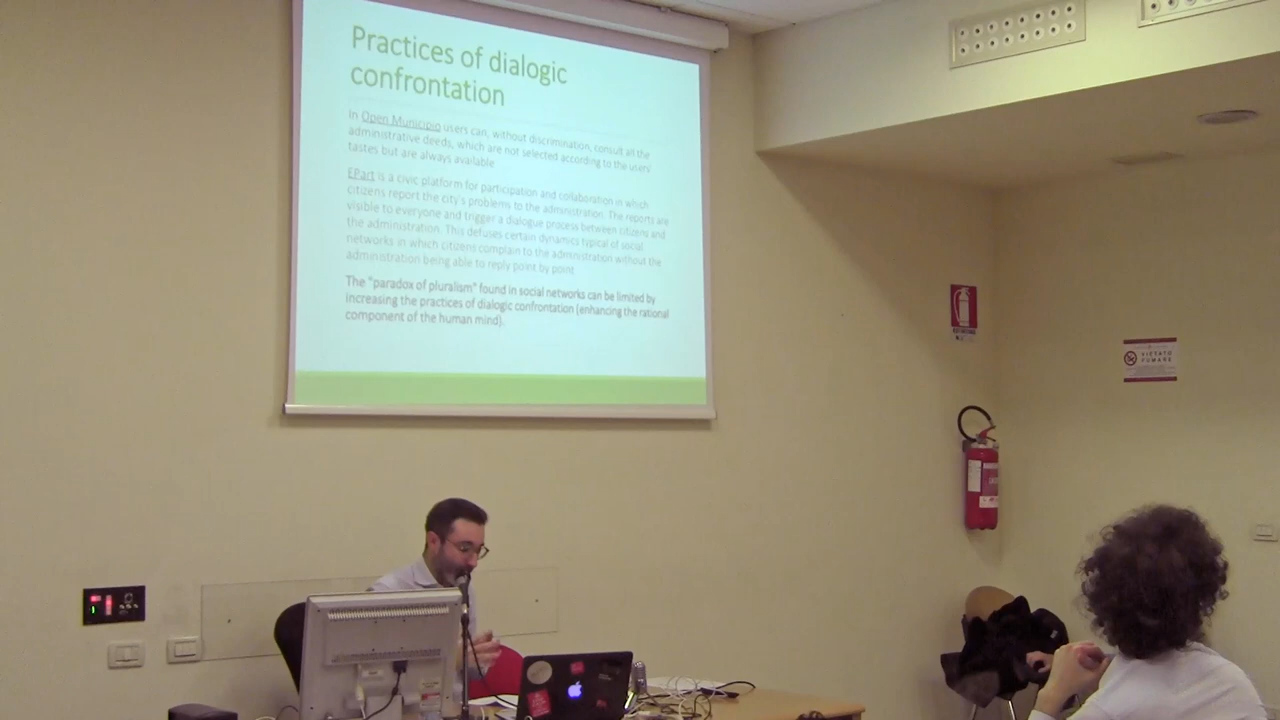 Practices of dialogic
confrontation
In Open Municipio users can, without discrimination, consult all the
administrative deeds, which are not selected according to the users'
tastes but are always available
EPart is a civic platform for participation and collaboration in which
citizens report the city's problems to the administration. The reports are
visible to everyone and trigger a dialogue process between citizens and
the administration. This defuses certain dynamics typical of social
networks in which citizens complain to the administration without the
administration being able to reply point by point.
The "paradox of pluralism" found in social networks can be limited by
increasing the practices of dialogic confrontation (enhancing the rational
component of the human mind).
VIETATO
FUMARE